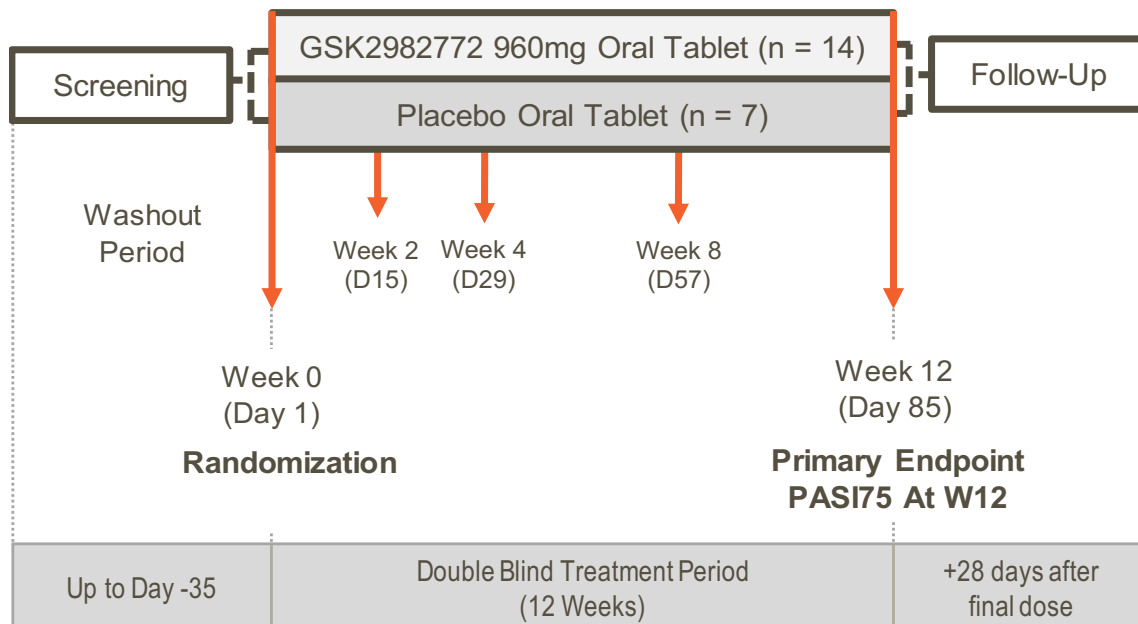 GSK2982772 960mg Oral Tablet (n = 14)
Screening
Follow-Up
Placebo Oral Tablet (n = 7)
Washout
Period
Week 2
(D15)
Week 4
(D29)
Week 8
(D57)
Week 0
(Day 1)
Randomization
Week 12
(Day 85)
Primary Endpoint
PASI75 At W12
Up to Day -35
Double Blind Treatment Period
(12 Weeks)
+28 days after
final dose